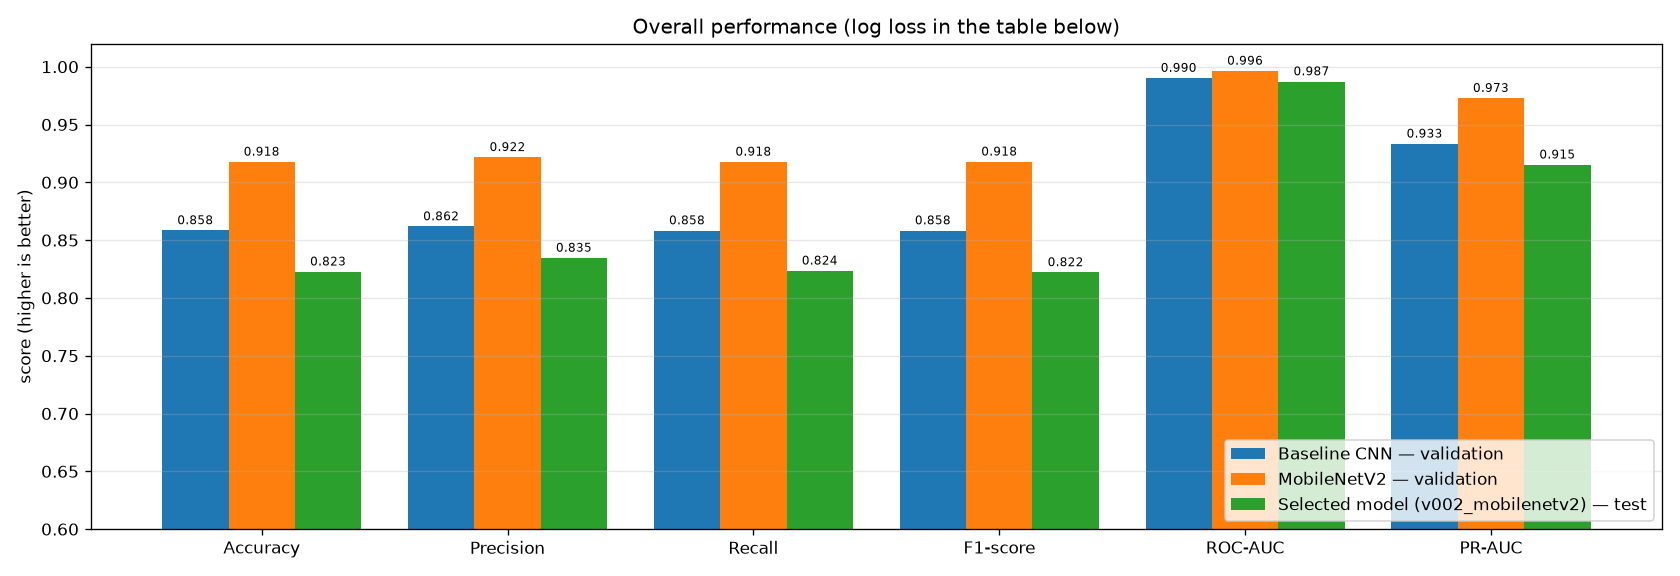 Overall performance (log loss in the table below)
score (higher is better)
1.00
0.95
0.90
0.85
0.80
0.75
0.70
0.65
0.60
0.858
0.918
0.823
0.862
0.922
0.835
0.858
0.918
0.824
0.858
0.918
0.822
0.990
0.996
0.987
0.933
0.973
0.915
Baseline CNN — validation
MobileNetV2 — validation
Selected model (v002_mobilenetv2) — test
Accuracy
Precision
Recall
F1-score
ROC-AUC
PR-AUC